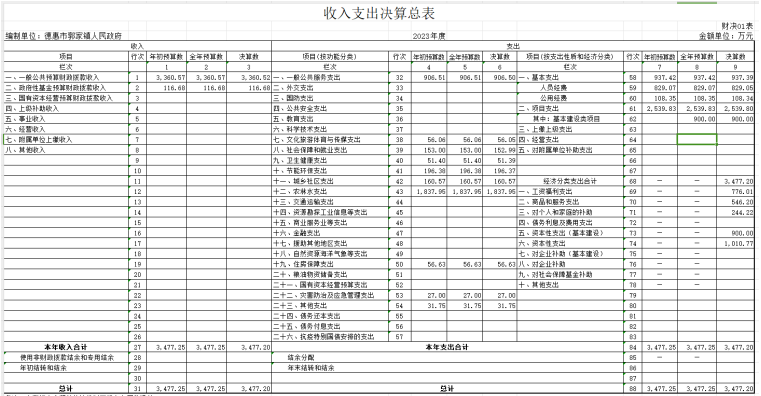 收入支出决算总表
财决01表
编制单位：德惠市郭家镇人民政府 2023年度 金额单位：万元
收入 支出
项目 行次 年初预算数 全年预算数 决算数 项目(按功能分类) 行次 年初预算数 全年预算数 决算数 项目(按支出性质和经济分类) 行次 年初预算数 全年预算数 决算数
栏次 1 2 3 栏次 4 5 6 栏次 7 8 9
一、一般公共预算财政拨款收入 1 3,360.57 3,360.57 3,360.52 一、一般公共服务支出 32 906.51 906.51 906.50 一、基本支出 58 937.42 937.42 937.39
二、政府性基金预算财政拨款收入 2 116.68 116.68 116.68 二、外交支出 33 人员经费 59 829.07 829.07 829.05
三、国有资本经营预算财政拨款收入 3 三、国防支出 34 公用经费 60 108.35 108.35 108.34
四、上级补助收入 4 四、公共安全支出 35 二、项目支出 61 2,539.83 2,539.83 2,539.80
五、事业收入 5 五、教育支出 36 其中：基本建设类项目 62 900.00 900.00
六、经营收入 6 六、科学技术支出 37 三、上缴上级支出 63
七、附属单位上缴收入 7 七、文化旅游体育与传媒支出 38 56.06 56.06 56.05 四、经营支出 64
八、其他收入 8 八、社会保障和就业支出 39 153.00 153.00 152.99 五、对附属单位补助支出 65
9 九、卫生健康支出 40 51.40 51.40 51.39 66
10 十、节能环保支出 41 196.38 196.38 196.37 67
11 十一、城乡社区支出 42 160.57 160.57 160.57 经济分类支出合计 68 — — 3,477.20
12 十二、农林水支出 43 1,837.95 1,837.95 1,837.95 一、工资福利支出 69 — — 776.01
13 十三、交通运输支出 44 二、商品和服务支出 70 — — 546.20
14 十四、资源勘探工业信息等支出 45 三、对个人和家庭的补助 71 — — 244.22
15 十五、商业服务业等支出 46 四、债务利息及费用支出 72 — —
16 十六、金融支出 47 五、资本性支出（基本建设） 73 — — 900.00
17 十七、援助其他地区支出 48 六、资本性支出 74 — — 1,010.77
18 十八、自然资源海洋气象等支出 49 七、对企业补助（基本建设） 75 — —
19 十九、住房保障支出 50 56.63 56.63 56.63 八、对企业补助 76 — —
20 二十、粮油物资储备支出 51 九、对社会保障基金补助 77 — —
21 二十一、国有资本经营预算支出 52 十、其他支出 78 — —
22 二十二、灾害防治及应急管理支出 53 27.00 27.00 27.00 79
23 二十三、其他支出 54 31.75 31.75 31.75 80
24 二十四、债务还本支出 55 81
25 二十五、债务付息支出 56 82
26 二十六、抗疫特别国债安排的支出 57 83
本年收入合计 27 3,477.25 3,477.25 3,477.20 本年支出合计 84 3,477.25 3,477.25 3,477.20
使用非财政拨款结余和专用结余 28 结余分配 85 — —
年初结转和结余 29 年末结转和结余 86
30 87
总计 31 3,477.25 3,477.25 3,477.20 总计 88 3,477.25 3,477.25 3,477.20